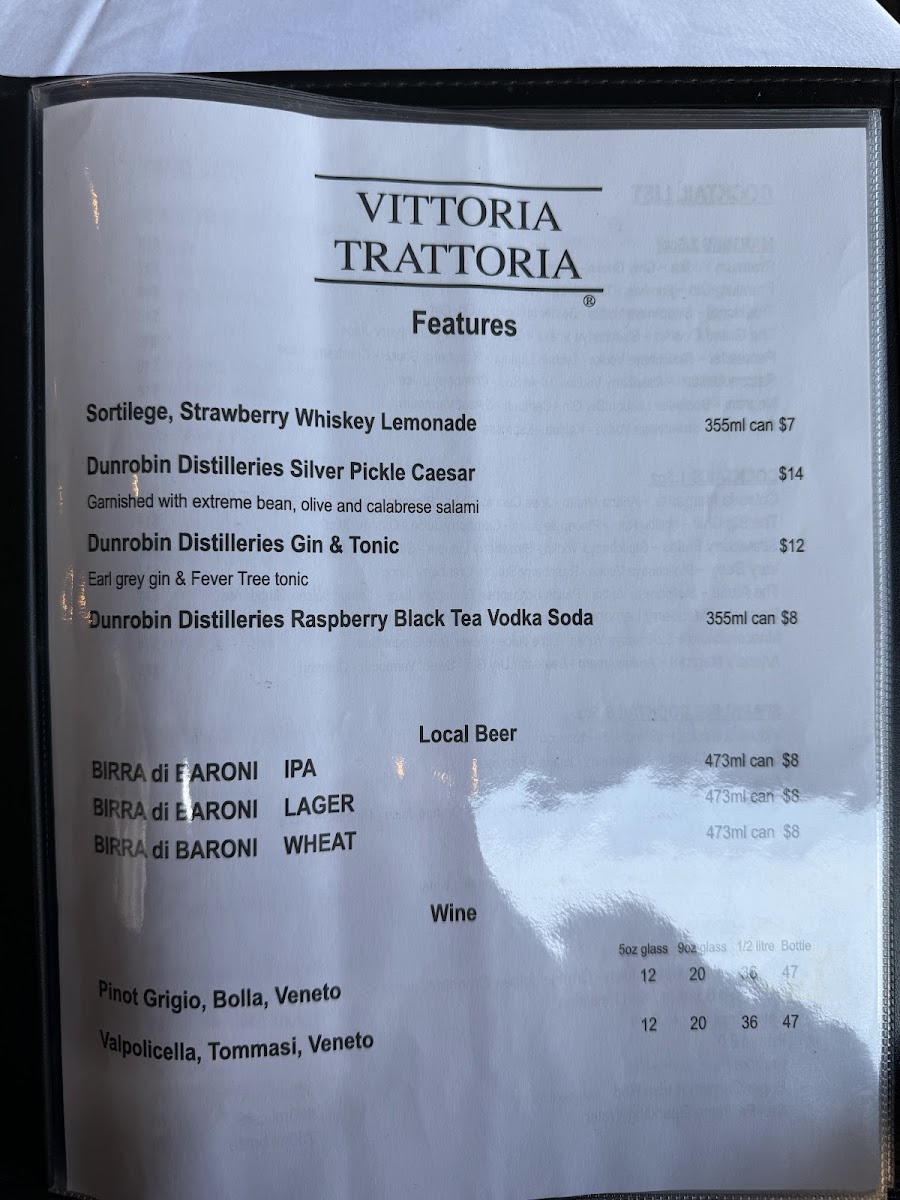 VITTORIA
TRATTORIA
®
Features
Sortilege, Strawberry Whiskey Lemonade 355ml can $7
Dunrobin Distilleries Silver Pickle Caesar $14
Garnished with extreme bean, olive and calabrese salami
Dunrobin Distilleries Gin & Tonic $12
Earl grey gin & Fever Tree tonic
Dunrobin Distilleries Raspberry Black Tea Vodka Soda 355ml can $8
Local Beer
BIRRA di BARONI IPA 473ml can $8
BIRRA di BARONI LAGER 473ml can $8
BIRRA di BARONI WHEAT 473ml can $8
Wine
5oz glass 9oz glass 1/2 litre Bottle
Pinot Grigio, Bolla, Veneto 12 20 36 47
Valpolicella, Tommasi, Veneto 12 20 36 47